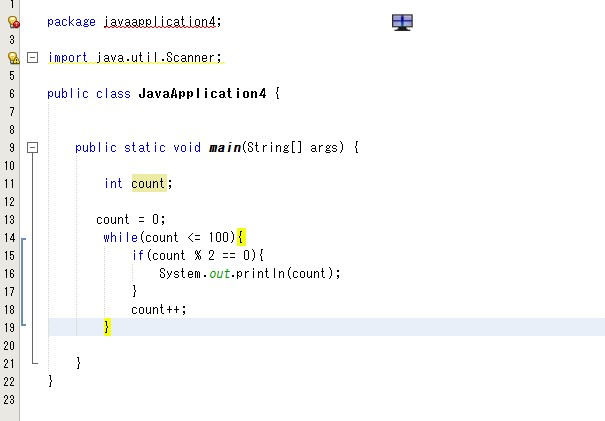 1
package javaapplication4;
3
import java.util.Scanner;
5
6 public class JavaApplication4 {
7
8
9 public static void main(String[] args) {
10
11 int count;
12
13 count = 0;
14 while(count <= 100){
15 if(count % 2 == 0){
16 System.out.println(count);
17 }
18 count++;
19 }
20
21 }
22 }
23